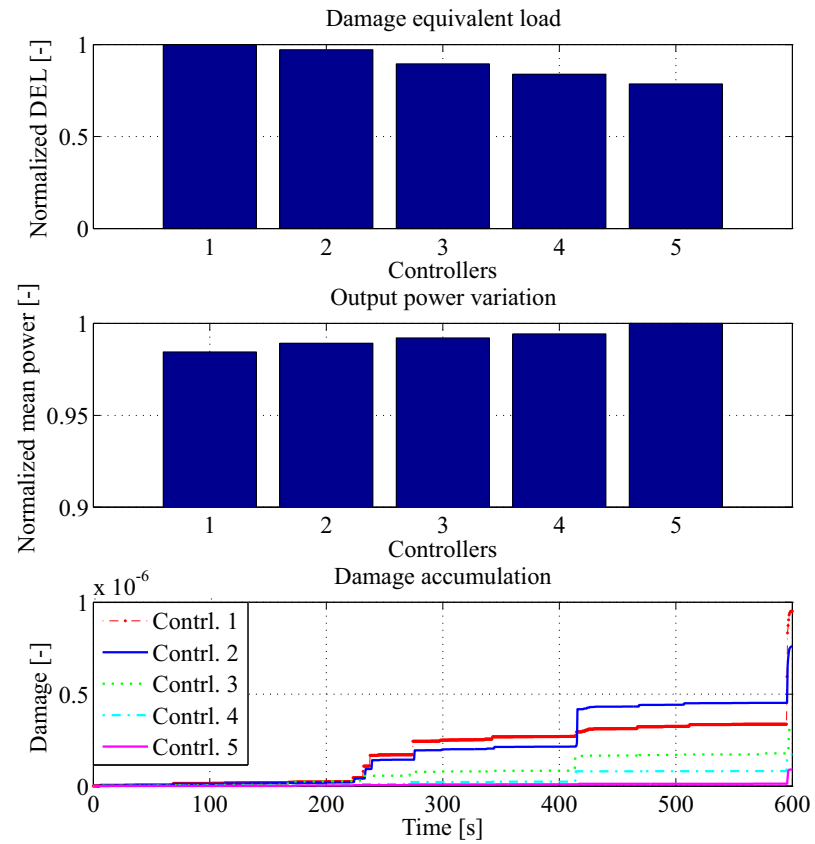 Damage equivalent load
Normalized DEL [-]
1
0.5
0
1 2 3 4 5
Controllers
Output power variation
Normalized mean power [-]
1
0.95
0.9
1 2 3 4 5
Controllers
Damage accumulation
x 10^-6
Damage [-]
1
0.5
0
Contrl. 1
Contrl. 2
Contrl. 3
Contrl. 4
Contrl. 5
0 100 200 300 400 500 600
Time [s]